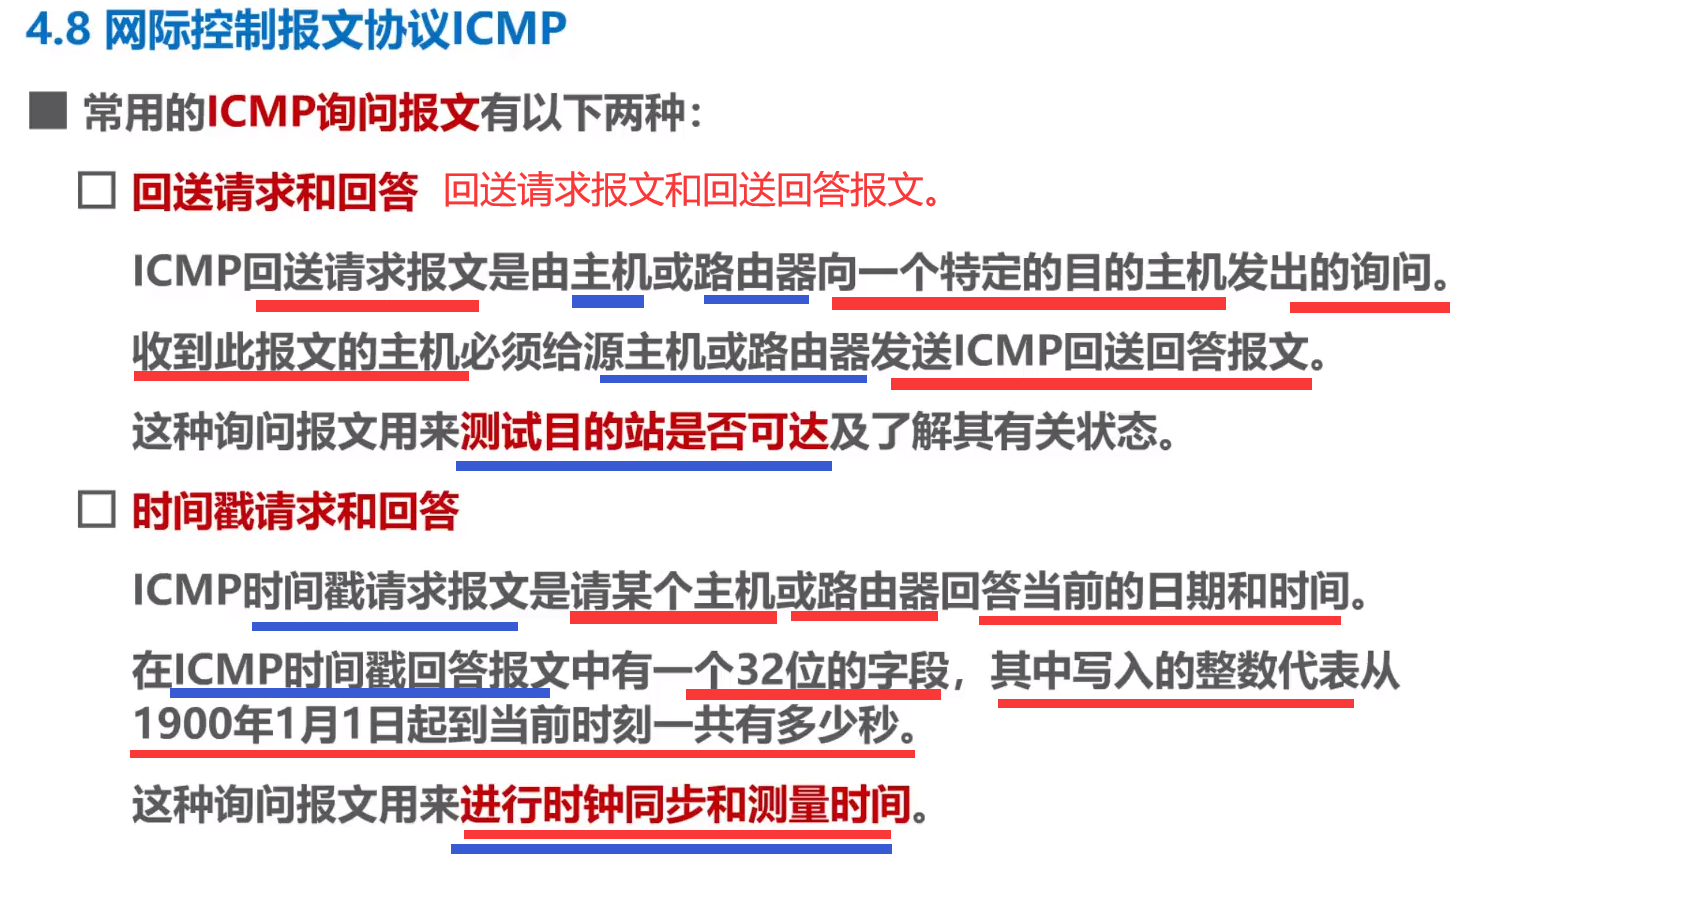 4.8 网际控制报文协议ICMP
常用的ICMP询问报文有以下两种：
回送请求和回答 回送请求报文和回送回答报文。
ICMP回送请求报文是由主机或路由器向一个特定的目的主机发出的询问。
收到此报文的主机必须给源主机或路由器发送ICMP回送回答报文。
这种询问报文用来测试目的站是否可达及了解其有关状态。
时间戳请求和回答
ICMP时间戳请求报文是请某个主机或路由器回答当前的日期和时间。
在ICMP时间戳回答报文中有一个32位的字段，其中写入的整数代表从
1900年1月1日起到当前时刻一共有多少秒。
这种询问报文用来进行时钟同步和测量时间。